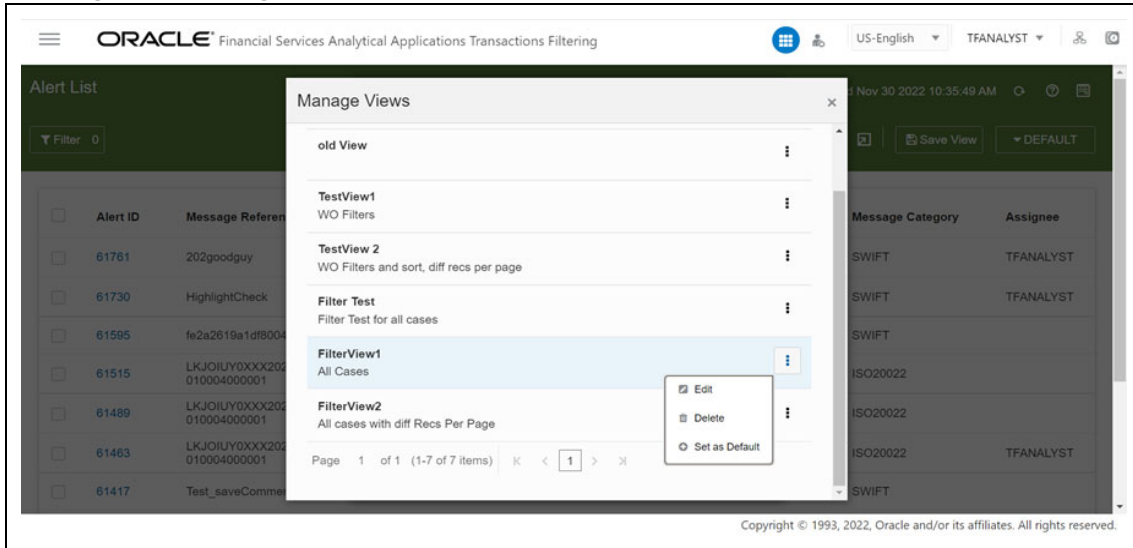 ORACLE® Financial Services Analytical Applications Transactions Filtering
US-English
TFANALYST
Alert List
Manage Views
d Nov 30 2022 10:35:49 AM
Filter 0
Save View
DEFAULT
old View
TestView1
WO Filters
TestView 2
WO Filters and sort, diff recs per page
Filter Test
Filter Test for all cases
FilterView1
All Cases
Edit
Delete
Set as Default
FilterView2
All cases with diff Recs Per Page
Page 1 of 1 (1-7 of 7 items) K < 1 > X
Alert ID Message Referen Message Category Assignee
61761 202goodguy SWIFT TFANALYST
61730 HighlightCheck SWIFT TFANALYST
61595 fe2a2619a1df8004 SWIFT
61515 LKJOIUY0XXX202 ISO20022
010004000001
61489 LKJOIUY0XXX202 ISO20022
010004000001
61463 LKJOIUY0XXX202 ISO20022 TFANALYST
010004000001
61417 Test_saveComme SWIFT
Copyright © 1993, 2022, Oracle and/or its affiliates. All rights reserved.